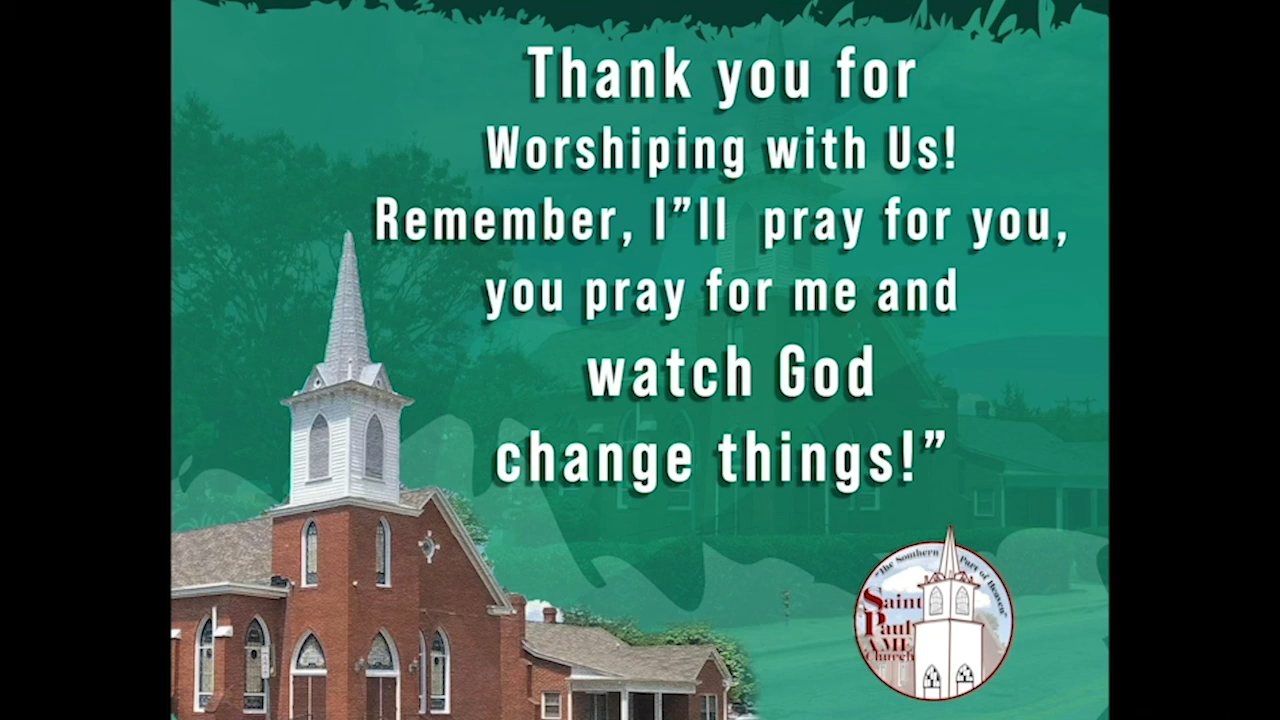 Thank you for
Worshiping with Us!
Remember, I”ll pray for you,
you pray for me and
watch God
change things!”
"The Southern Part of Heaven"
Saint
Paul
AME
Church